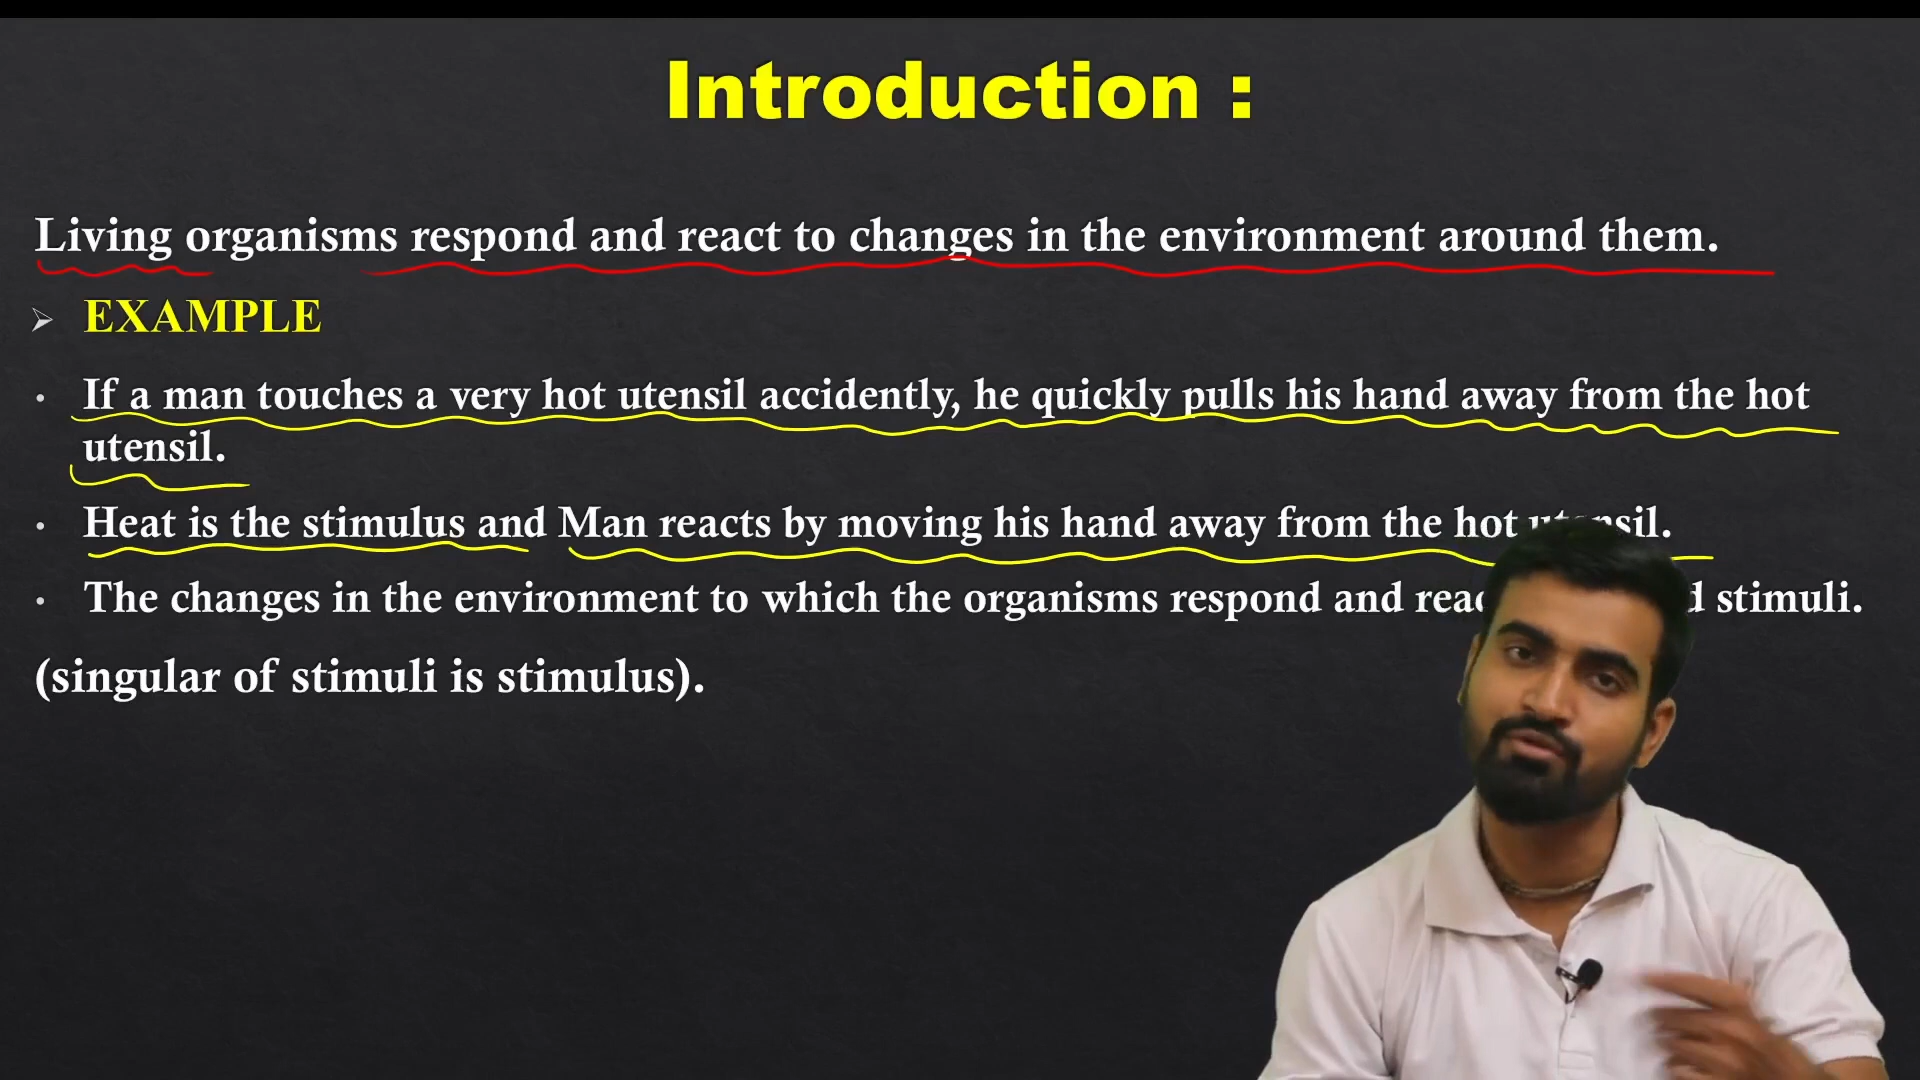 Introduction :
Living organisms respond and react to changes in the environment around them.
EXAMPLE
If a man touches a very hot utensil accidently, he quickly pulls his hand away from the hot
utensil.
Heat is the stimulus and Man reacts by moving his hand away from the hot utensil.
The changes in the environment to which the organisms respond and stimuli.
(singular of stimuli is stimulus).